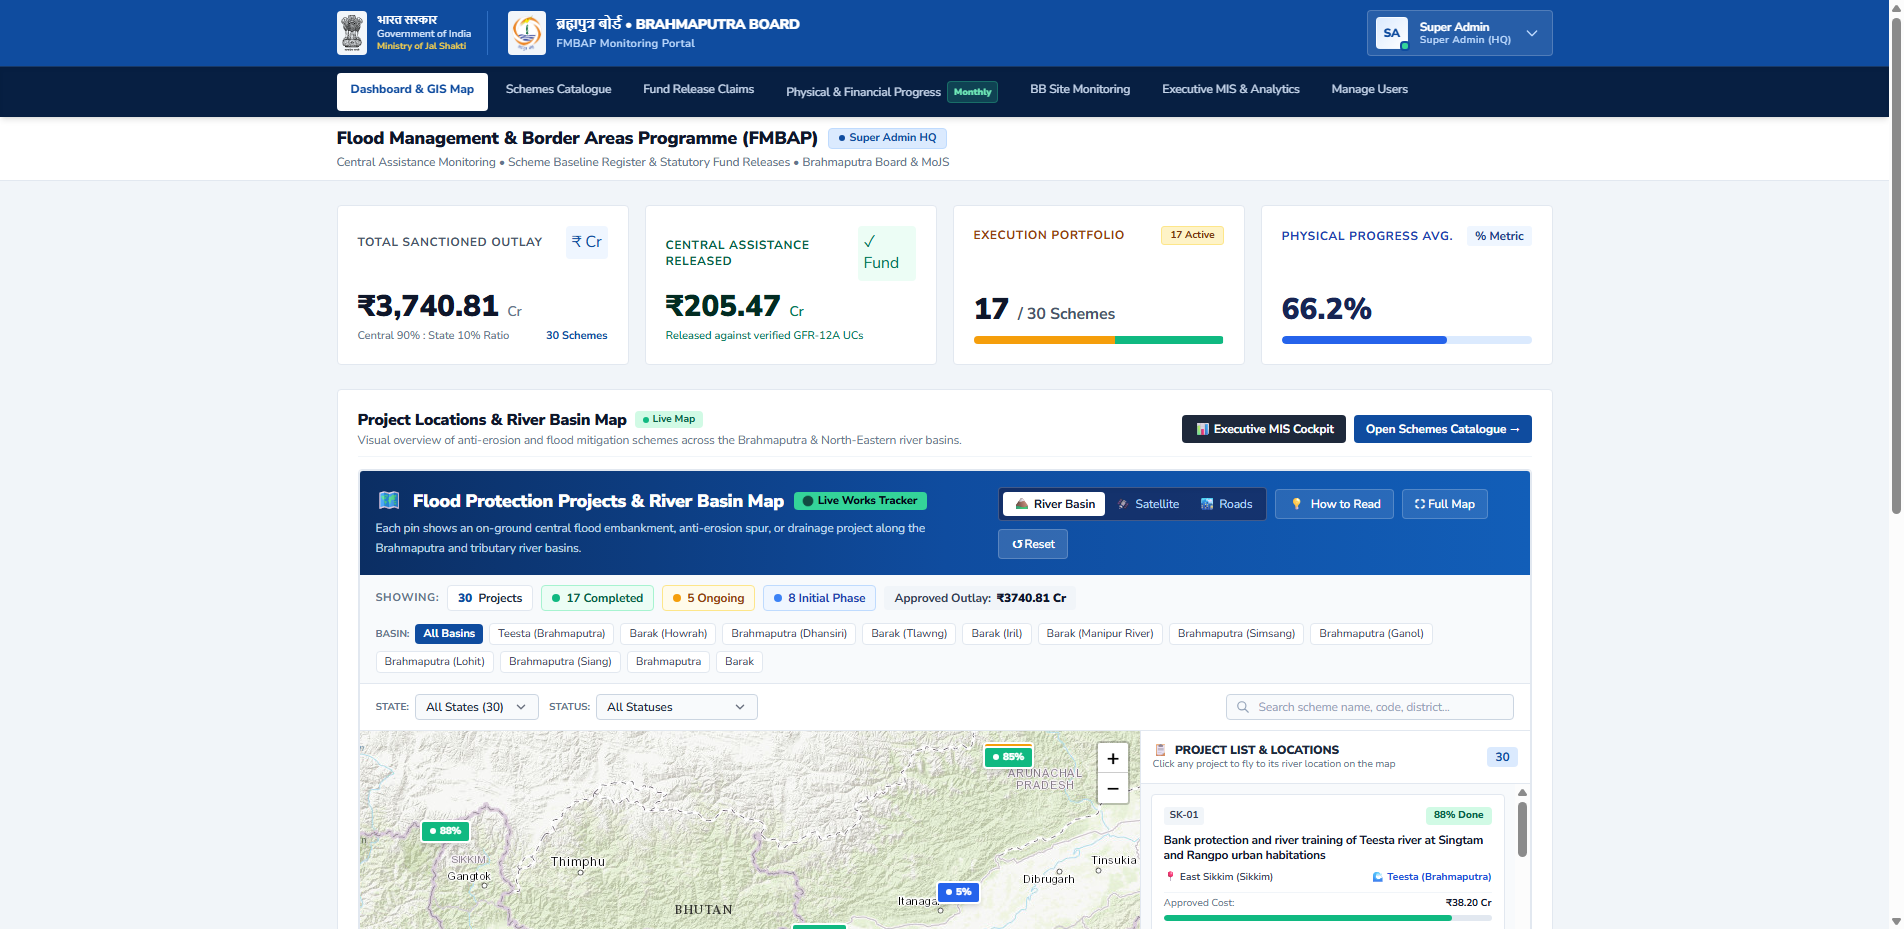 भारत सरकार
Government of India
Ministry of Jal Shakti
ब्रह्मपुत्र बोर्ड • BRAHMAPUTRA BOARD
FMBAP Monitoring Portal
SA
Super Admin
Super Admin (HQ)
Dashboard & GIS Map
Schemes Catalogue
Fund Release Claims
Physical & Financial Progress Monthly
BB Site Monitoring
Executive MIS & Analytics
Manage Users
Flood Management & Border Areas Programme (FMBAP) • Super Admin HQ
Central Assistance Monitoring • Scheme Baseline Register & Statutory Fund Releases • Brahmaputra Board & MoJS
TOTAL SANCTIONED OUTLAY ₹ Cr
₹3,740.81 Cr
Central 90% : State 10% Ratio 30 Schemes
CENTRAL ASSISTANCE
RELEASED
✓
Fund
₹205.47 Cr
Released against verified GFR-12A UCs
EXECUTION PORTFOLIO 17 Active
17 / 30 Schemes
PHYSICAL PROGRESS AVG. % Metric
66.2%
Project Locations & River Basin Map • Live Map
Visual overview of anti-erosion and flood mitigation schemes across the Brahmaputra & North-Eastern river basins.
Executive MIS Cockpit
Open Schemes Catalogue →
Flood Protection Projects & River Basin Map Live Works Tracker
Each pin shows an on-ground central flood embankment, anti-erosion spur, or drainage project along the
Brahmaputra and tributary river basins.
River Basin Satellite Roads How to Read Full Map
↺ Reset
SHOWING: 30 Projects 17 Completed 5 Ongoing 8 Initial Phase Approved Outlay: ₹3740.81 Cr
BASIN: All Basins Teesta (Brahmaputra) Barak (Howrah) Brahmaputra (Dhansiri) Barak (Tlawng) Barak (Iril) Barak (Manipur River) Brahmaputra (Simsang) Brahmaputra (Ganol)
Brahmaputra (Lohit) Brahmaputra (Siang) Brahmaputra Barak
STATE: All States (30) STATUS: All Statuses
Search scheme name, code, district...
85%
+
−
ARUNACHAL
PRADESH
88%
SIKKIM
Gangtok
Thimphu
Tinsukia
Dibrugarh
5%
BHUTAN
PROJECT LIST & LOCATIONS
Click any project to fly to its river location on the map
30
SK-01 88% Done
Bank protection and river training of Teesta river at Singtam
and Rangpo urban habitations
East Sikkim (Sikkim) Teesta (Brahmaputra)
Approved Cost: ₹38.20 Cr